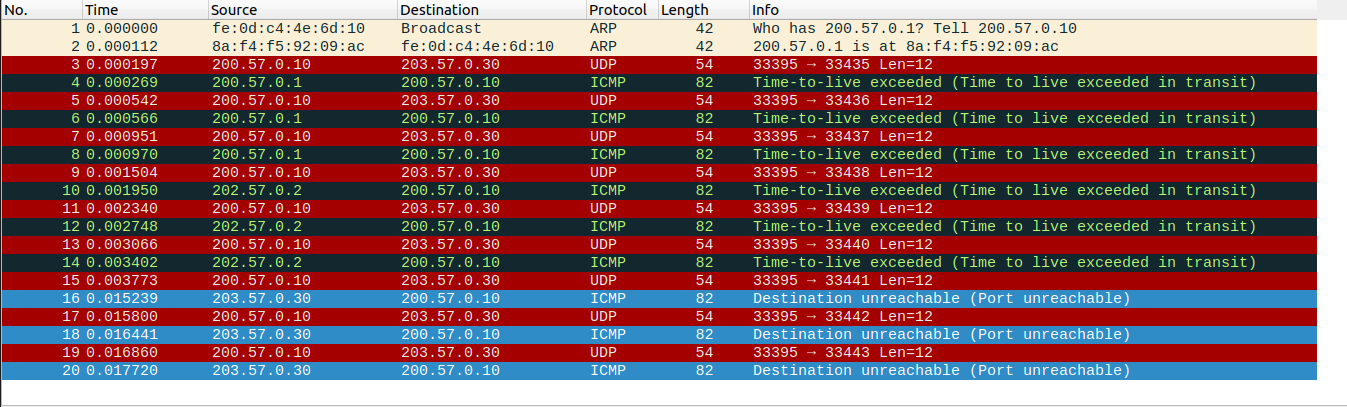 No. Time Source Destination Protocol Length Info
1 0.000000 fe:0d:c4:4e:6d:10 Broadcast ARP 42 Who has 200.57.0.1? Tell 200.57.0.10
2 0.000112 8a:f4:f5:92:09:ac fe:0d:c4:4e:6d:10 ARP 42 200.57.0.1 is at 8a:f4:f5:92:09:ac
3 0.000197 200.57.0.10 203.57.0.30 UDP 54 33395 → 33435 Len=12
4 0.000269 200.57.0.1 200.57.0.10 ICMP 82 Time-to-live exceeded (Time to live exceeded in transit)
5 0.000542 200.57.0.10 203.57.0.30 UDP 54 33395 → 33436 Len=12
6 0.000566 200.57.0.1 200.57.0.10 ICMP 82 Time-to-live exceeded (Time to live exceeded in transit)
7 0.000951 200.57.0.10 203.57.0.30 UDP 54 33395 → 33437 Len=12
8 0.000970 200.57.0.1 200.57.0.10 ICMP 82 Time-to-live exceeded (Time to live exceeded in transit)
9 0.001504 200.57.0.10 203.57.0.30 UDP 54 33395 → 33438 Len=12
10 0.001950 202.57.0.2 200.57.0.10 ICMP 82 Time-to-live exceeded (Time to live exceeded in transit)
11 0.002340 200.57.0.10 203.57.0.30 UDP 54 33395 → 33439 Len=12
12 0.002748 202.57.0.2 200.57.0.10 ICMP 82 Time-to-live exceeded (Time to live exceeded in transit)
13 0.003066 200.57.0.10 203.57.0.30 UDP 54 33395 → 33440 Len=12
14 0.003402 202.57.0.2 200.57.0.10 ICMP 82 Time-to-live exceeded (Time to live exceeded in transit)
15 0.003773 200.57.0.10 203.57.0.30 UDP 54 33395 → 33441 Len=12
16 0.015239 203.57.0.30 200.57.0.10 ICMP 82 Destination unreachable (Port unreachable)
17 0.015800 200.57.0.10 203.57.0.30 UDP 54 33395 → 33442 Len=12
18 0.016441 203.57.0.30 200.57.0.10 ICMP 82 Destination unreachable (Port unreachable)
19 0.016860 200.57.0.10 203.57.0.30 UDP 54 33395 → 33443 Len=12
20 0.017720 203.57.0.30 200.57.0.10 ICMP 82 Destination unreachable (Port unreachable)